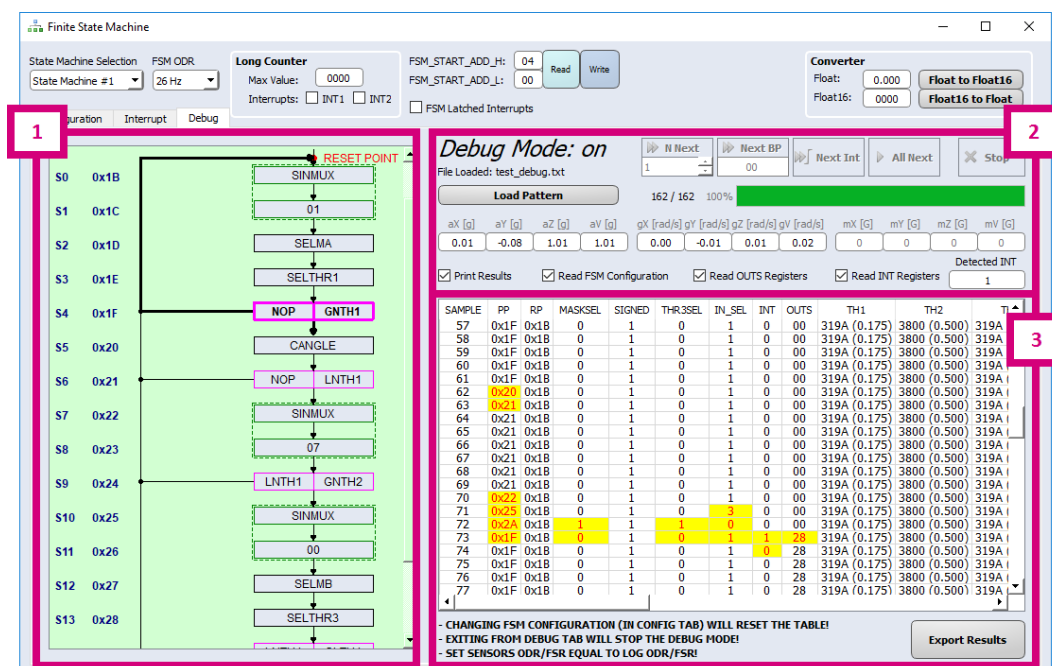 Finite State Machine
State Machine Selection FSM ODR Long Counter FSM_START_ADD_H: 04 Read Write Converter
State Machine #1 26 Hz Max Value: 0000 FSM_START_ADD_L: 00 Float: 0.000 Float to Float16
Interrupts: INT1 INT2 FSM Latched Interrupts Float16: 0000 Float16 to Float
Interrupt Debug
1
RESET POINT
S0 0x1B SINMUX
S1 0x1C 01
S2 0x1D SELMA
S3 0x1E SELTHR1
S4 0x1F NOP GNTH1
S5 0x20 CANGLE
S6 0x21 NOP LNTH1
S7 0x22 SINMUX
S8 0x23 07
S9 0x24 LNTH1 GNTH2
S10 0x25 SINMUX
S11 0x26 00
S12 0x27 SELMB
S13 0x28 SELTHR3
2
Debug Mode: on N Next Next BP Next Int All Next Stop
File Loaded: test_debug.txt 1 00
Load Pattern 162 / 162 100%
aX [g] aY [g] aZ [g] aV [g] gX [rad/s] gY [rad/s] gZ [rad/s] gV [rad/s] mX [G] mY [G] mZ [G] mV [G]
0.01 -0.08 1.01 1.01 0.00 -0.01 0.01 0.02 0 0 0 0
Detected INT
Print Results Read FSM Configuration Read OUTS Registers Read INT Registers 1
3
SAMPLE PP RP MASKSEL SIGNED THR3SEL IN_SEL INT OUTS TH1 TH2
57 0x1F 0x1B 0 1 0 1 0 00 319A (0.175) 3800 (0.500) 319A
58 0x1F 0x1B 0 1 0 1 0 00 319A (0.175) 3800 (0.500) 319A
59 0x1F 0x1B 0 1 0 1 0 00 319A (0.175) 3800 (0.500) 319A
60 0x1F 0x1B 0 1 0 1 0 00 319A (0.175) 3800 (0.500) 319A
61 0x1F 0x1B 0 1 0 1 0 00 319A (0.175) 3800 (0.500) 319A
62 0x20 0x1B 0 1 0 1 0 00 319A (0.175) 3800 (0.500) 319A
63 0x21 0x1B 0 1 0 1 0 00 319A (0.175) 3800 (0.500) 319A
64 0x21 0x1B 0 1 0 1 0 00 319A (0.175) 3800 (0.500) 319A
65 0x21 0x1B 0 1 0 1 0 00 319A (0.175) 3800 (0.500) 319A
66 0x21 0x1B 0 1 0 1 0 00 319A (0.175) 3800 (0.500) 319A
67 0x21 0x1B 0 1 0 1 0 00 319A (0.175) 3800 (0.500) 319A
68 0x21 0x1B 0 1 0 1 0 00 319A (0.175) 3800 (0.500) 319A
69 0x21 0x1B 0 1 0 1 0 00 319A (0.175) 3800 (0.500) 319A
70 0x22 0x1B 0 1 0 1 0 00 319A (0.175) 3800 (0.500) 319A
71 0x25 0x1B 0 1 0 3 0 00 319A (0.175) 3800 (0.500) 319A
72 0x2A 0x1B 1 1 1 0 0 00 319A (0.175) 3800 (0.500) 319A
73 0x1F 0x1B 0 1 0 1 1 28 319A (0.175) 3800 (0.500) 319A
74 0x1F 0x1B 0 1 0 1 0 28 319A (0.175) 3800 (0.500) 319A
75 0x1F 0x1B 0 1 0 1 0 28 319A (0.175) 3800 (0.500) 319A
76 0x1F 0x1B 0 1 0 1 0 28 319A (0.175) 3800 (0.500) 319A
77 0x1F 0x1B 0 1 0 1 0 28 319A (0.175) 3800 (0.500) 319A
- CHANGING FSM CONFIGURATION (IN CONFIG TAB) WILL RESET THE TABLE!
- EXITING FROM DEBUG TAB WILL STOP THE DEBUG MODE!
- SET SENSORS ODR/FSR EQUAL TO LOG ODR/FSR!
Export Results